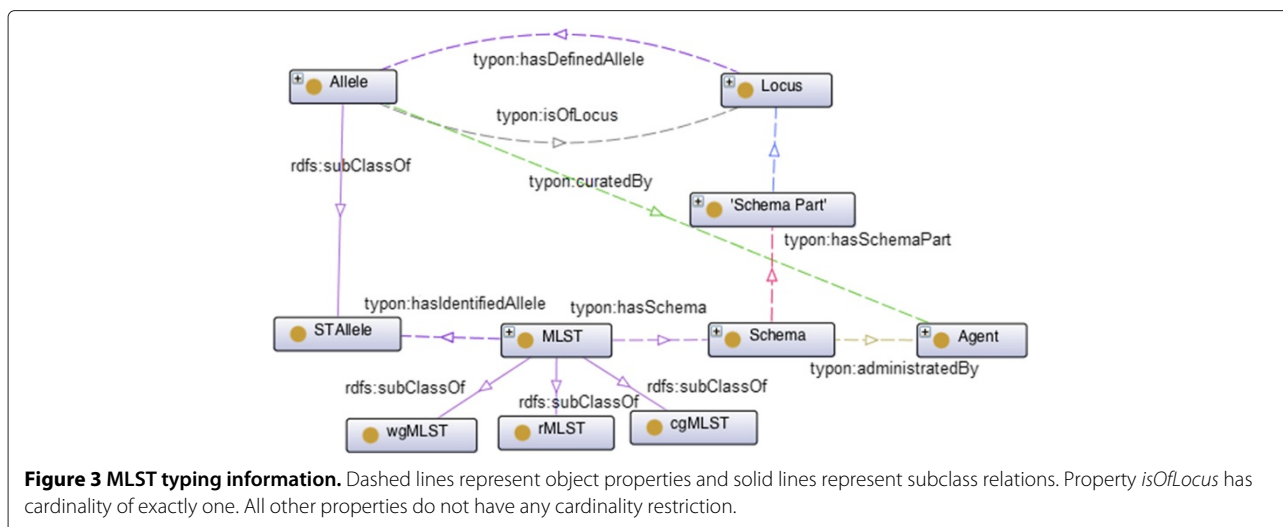 typon:hasDefinedAllele
Allele
Locus
typon:isOfLocus
rdfs:subClassOf
typon:curatedBy
'Schema Part'
typon:hasSchemaPart
typon:hasIdentifiedAllele
typon:hasSchema
STAllele
MLST
Schema
Agent
typon:administratedBy
rdfs:subClassOf
rdfs:subClassOf
rdfs:subClassOf
wgMLST
rMLST
cgMLST
Figure 3 MLST typing information. Dashed lines represent object properties and solid lines represent subclass relations. Property isOfLocus has
cardinality of exactly one. All other properties do not have any cardinality restriction.